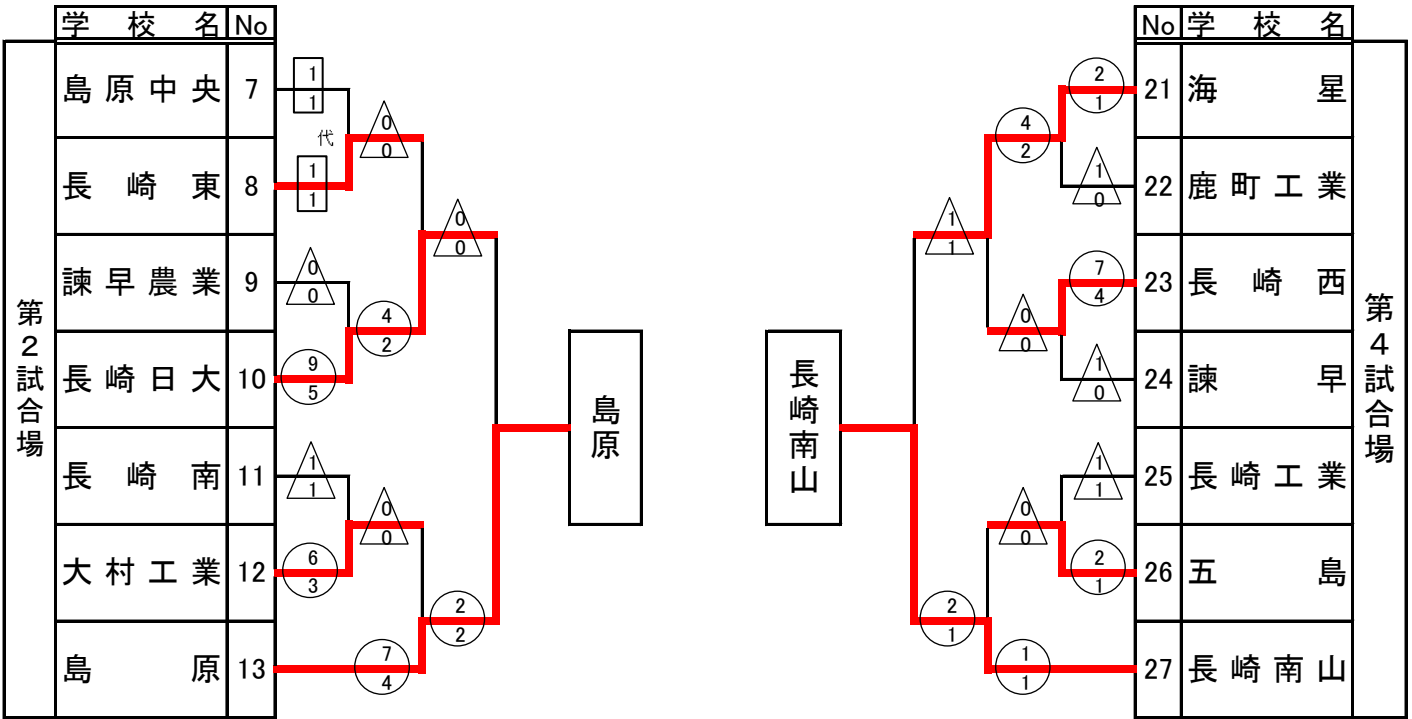 学校名 No
第2試合場
島原中央 7
長崎東 8
諫早農業 9
長崎日大 10
長崎南 11
大村工業 12
島原 13
1
1
代
1
1
0
0
9
5
1
1
6
3
0
0
4
2
0
0
7
4
0
0
2
2
島原
長崎南山
1
1
2
1
4
2
0
0
0
0
1
1
2
1
1
0
7
4
1
0
1
1
2
1
No 学校名
21 海星
22 鹿町工業
23 長崎西
24 諫早
25 長崎工業
26 五島
27 長崎南山
第4試合場